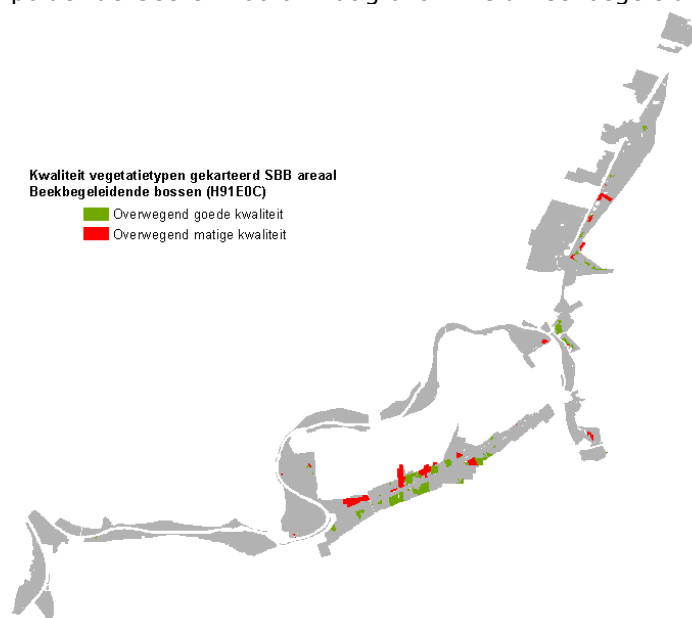 Kwaliteit vegetatietypen gekarteerd SBB areaal
Beekbegeleidende bossen (H91E0C)
Overwegend goede kwaliteit
Overwegend matige kwaliteit